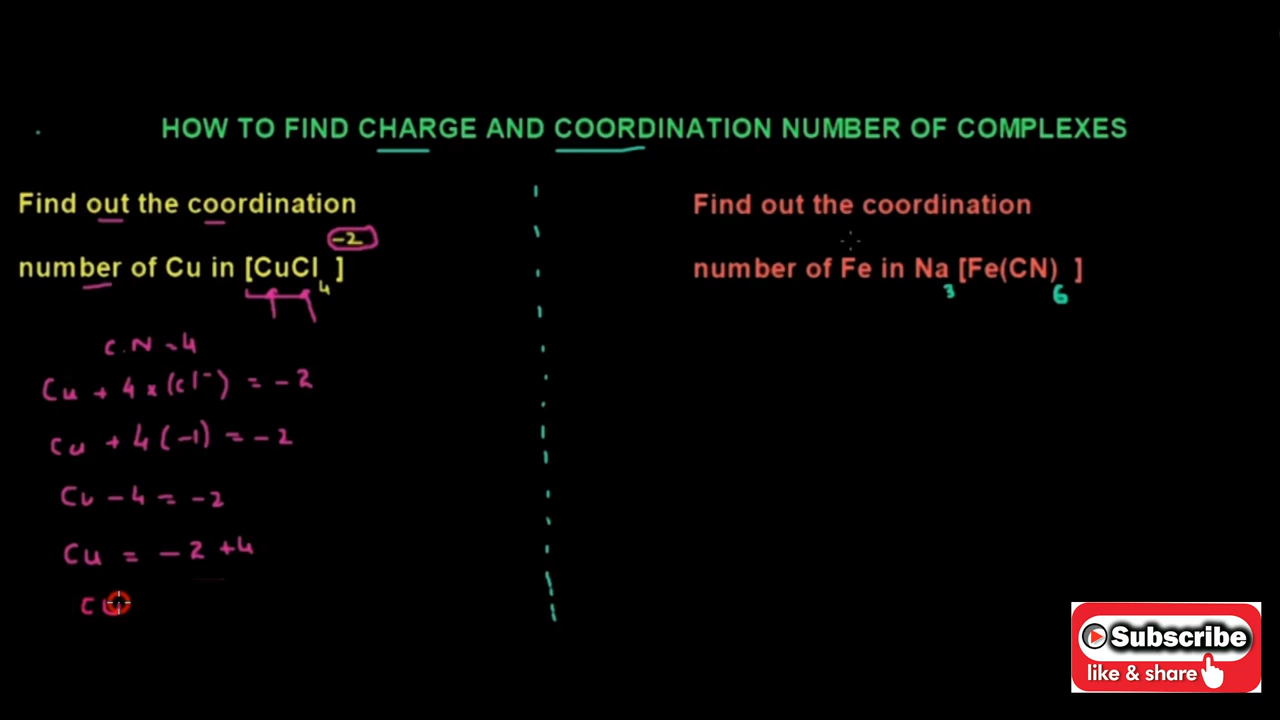 HOW TO FIND CHARGE AND COORDINATION NUMBER OF COMPLEXES
Find out the coordination
number of Cu in [CuCl₄]⁻²
C.N = 4
Cu + 4 × (Cl⁻) = -2
Cu + 4 (-1) = -2
Cu - 4 = -2
Cu = -2 + 4
Cu
Find out the coordination
number of Fe in Na₃ [Fe(CN)₆ ]
Subscribe
like & share